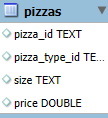 pizzas
pizza_id TEXT
pizza_type_id TE...
size TEXT
price DOUBLE